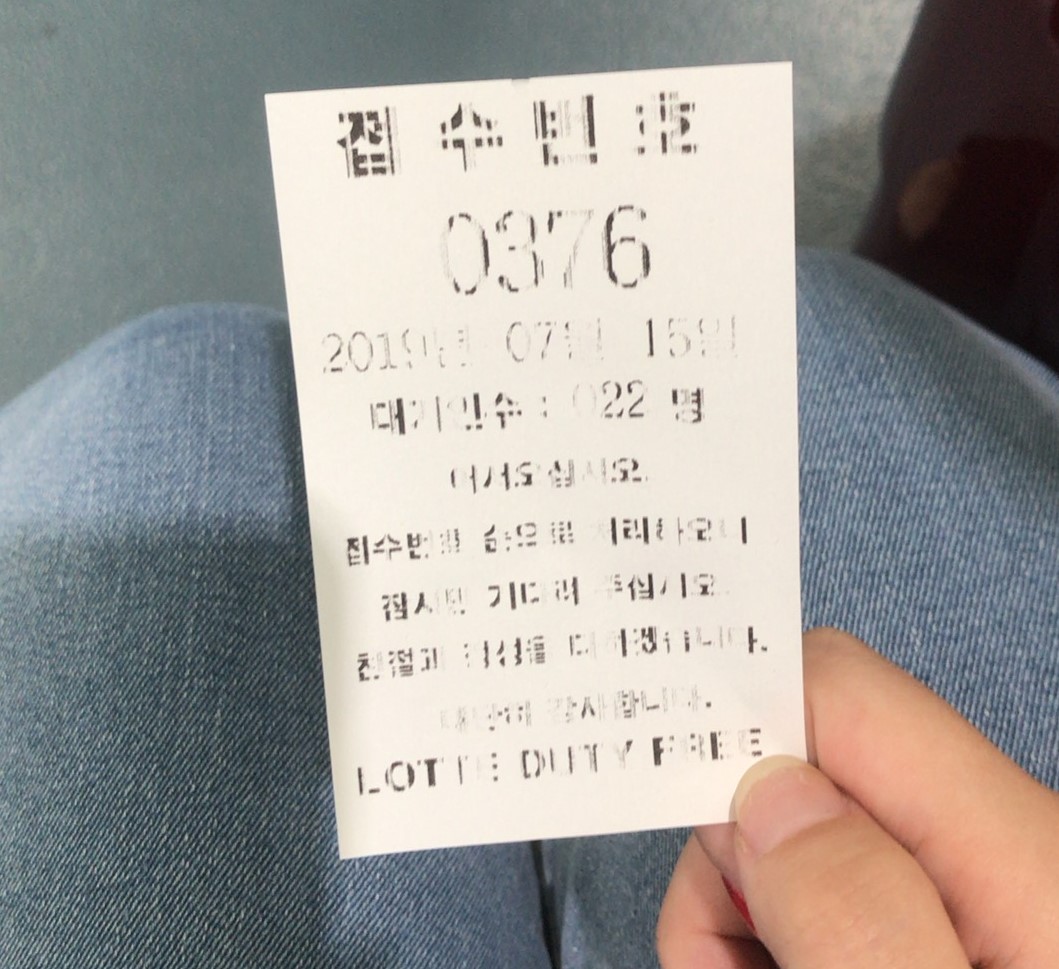 접수번호
0376
2019년 07월 15일
대기인수 : 022 명
어서오십시오.
접수번호 순으로 처리하오니
잠시만 기다려 주십시오.
친절과 정성을 다하겠습니다.
대단히 감사합니다.
LOTTE DUTY FREE